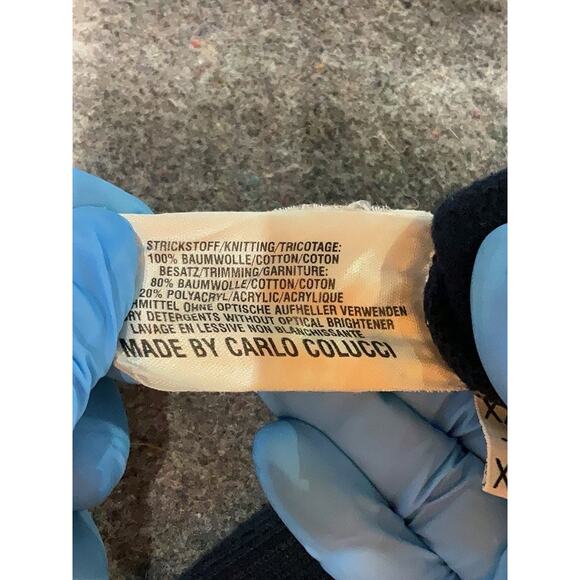 STRICKSTOFF/KNITTING/TRICOTAGE:
100% BAUMWOLLE/COTTON/COTON
BESATZ/TRIMMING/GARNITURE:
80% BAUMWOLLE/COTTON/COTON
20% POLYACRYL/ACRYLIC/ACRYLIQUE
OHNE OPTISCHE AUFHELLER VERWENDEN
DETERGENTS WITHOUT OPTICAL BRIGHTENER
LAVAGE EN LESSIVE NON BLANCHISSANTE
MADE BY CARLO COLUCCI